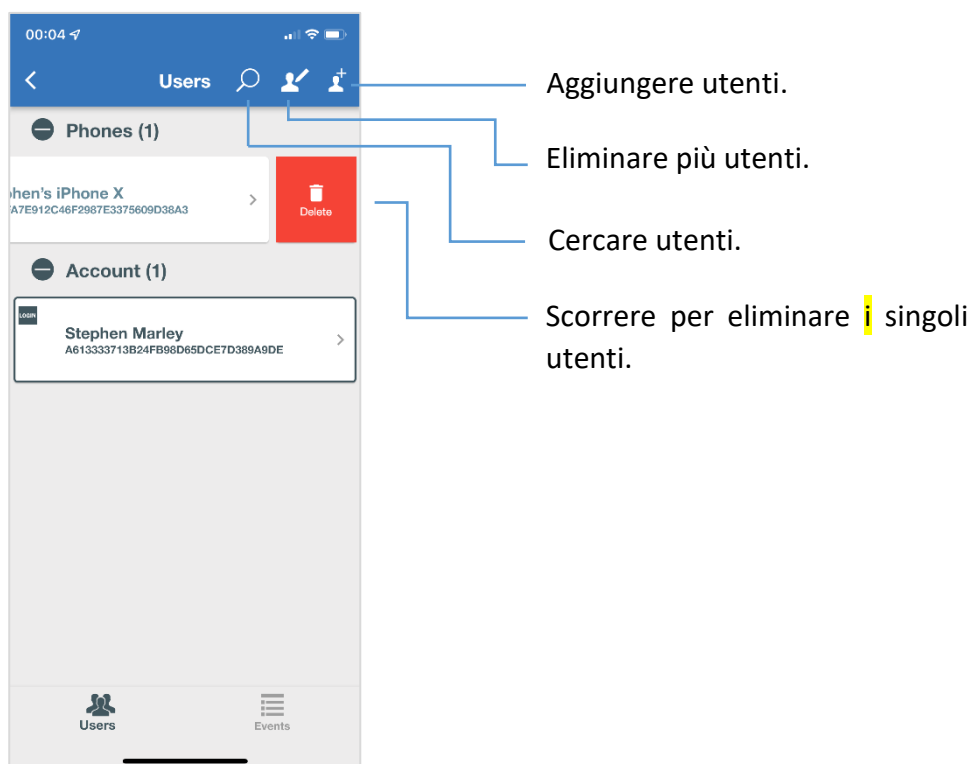 00:04
Users
Aggiungere utenti.
Phones (1)
Eliminare più utenti.
hen's iPhone X
A7E912C46F2987E3375609D38A3
Delete
Cercare utenti.
Account (1)
LOGIN
Stephen Marley
A613333713B24FB98D65DCE7D389A9DE
Scorrere per eliminare i singoli
utenti.
Users
Events